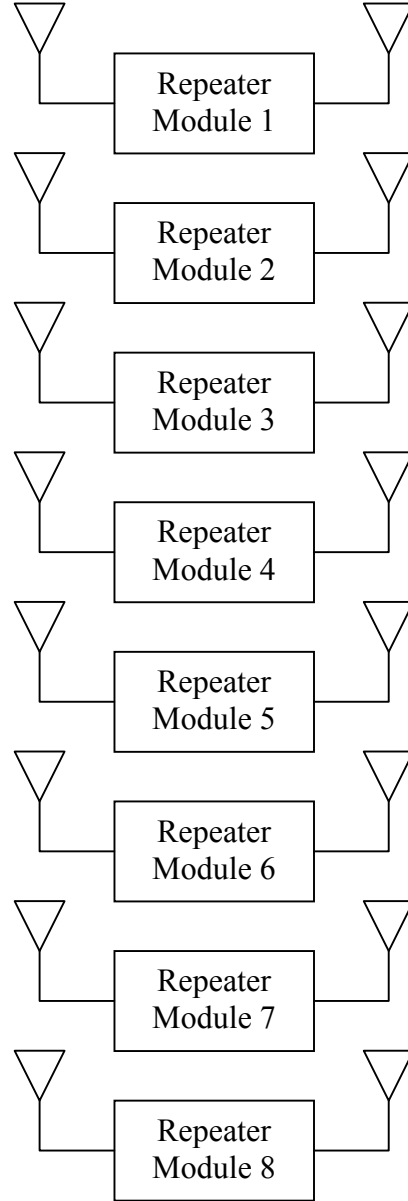 Repeater
Module 1
Repeater
Module 2
Repeater
Module 3
Repeater
Module 4
Repeater
Module 5
Repeater
Module 6
Repeater
Module 7
Repeater
Module 8